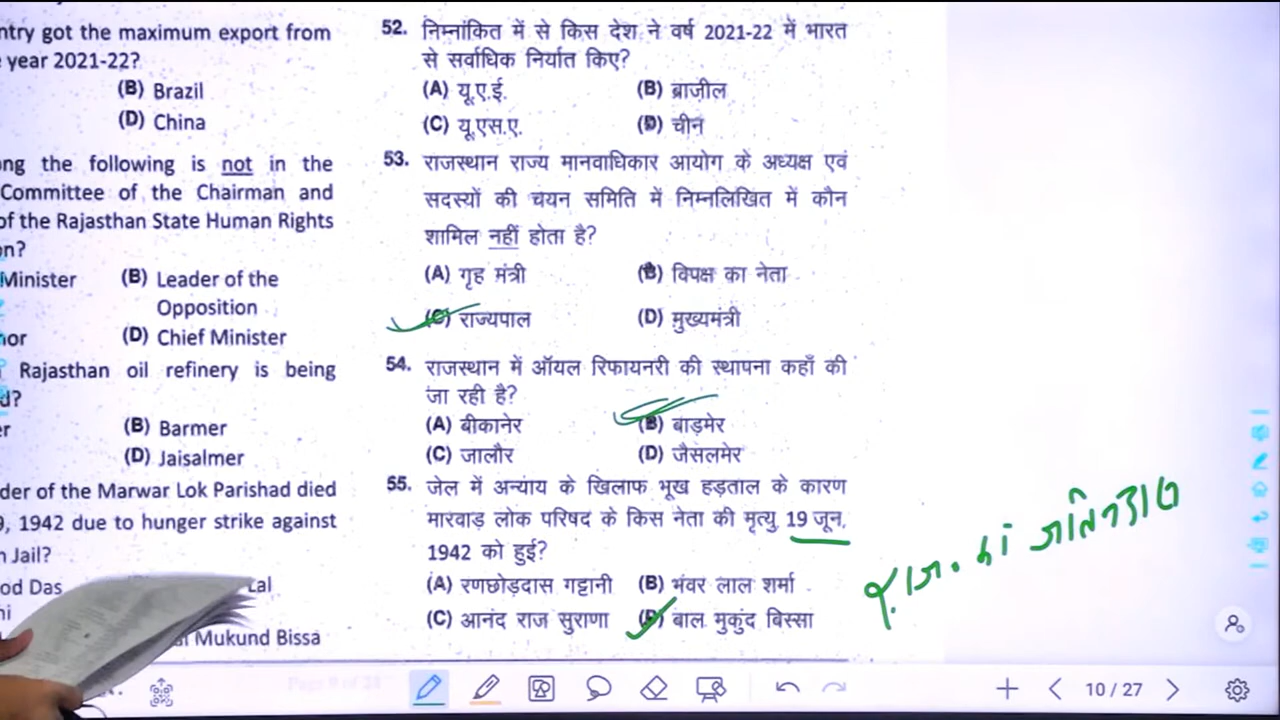 ntry got the maximum export from
year 2021-22?
(B) Brazil
(D) China
ng the following is not in the
Committee of the Chairman and
of the Rajasthan State Human Rights
on?
Minister (B) Leader of the
Opposition
nor (D) Chief Minister
Rajasthan oil refinery is being
d?
er (B) Barmer
(D) Jaisalmer
der of the Marwar Lok Parishad died
9, 1942 due to hunger strike against
n Jail?
od Das Lal
ni
Mukund Bissa
52. निम्नांकित में से किस देश ने वर्ष 2021-22 में भारत
से सर्वाधिक निर्यात किए?
(A) यू.ए.ई. (B) ब्राज़ील
(C) यू.एस.ए. (D) चीन
53. राजस्थान राज्य मानवाधिकार आयोग के अध्यक्ष एवं
सदस्यों की चयन समिति में निम्नलिखित में कौन
शामिल नहीं होता है?
(A) गृह मंत्री (B) विपक्ष का नेता
(C) राज्यपाल (D) मुख्यमंत्री
54. राजस्थान में ऑयल रिफायनरी की स्थापना कहाँ की
जा रही है?
(A) बीकानेर (B) बाड़मेर
(C) जालौर (D) जैसलमेर
55. जेल में अन्याय के खिलाफ भूख हड़ताल के कारण
मारवाड़ लोक परिषद के किस नेता की मृत्यु 19 जून,
1942 को हुई?
(A) रणछोड़दास गट्टानी (B) भंवर लाल शर्मा
(C) आनंद राज सुराणा (D) बाल मुकुंद बिस्सा
10 / 27